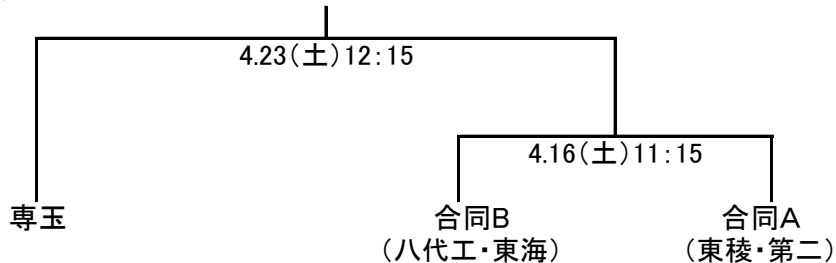 4.23(土)12:15
4.16(土)11:15
専玉
合同B
(八代工・東海)
合同A
(東稜・第二)